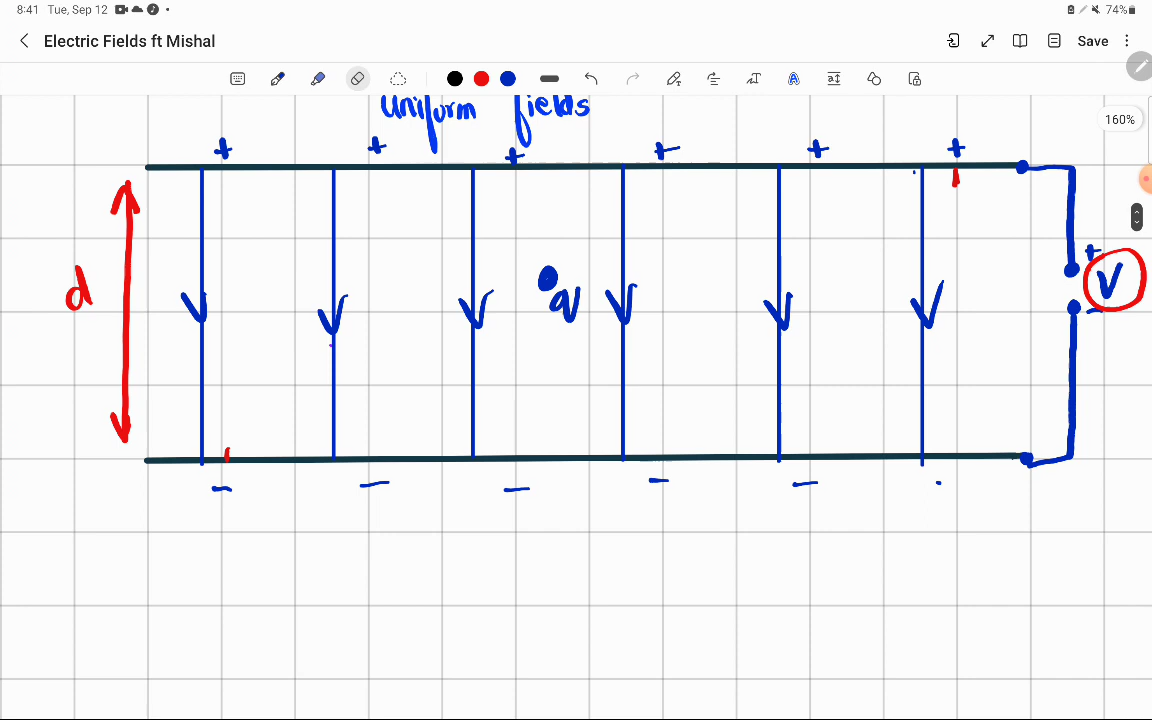 8:41 Tue, Sep 12
74%
Electric Fields ft Mishal
Save
160%
Uniform fields
+ + + + + +
d
q
+
V
-
- - - - -